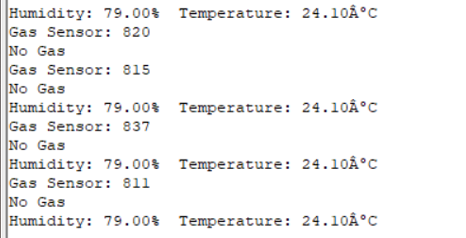 Humidity: 79.00%  Temperature: 24.10Â°C
Gas Sensor: 820
No Gas
Gas Sensor: 815
No Gas
Humidity: 79.00%  Temperature: 24.10Â°C
Gas Sensor: 837
No Gas
Humidity: 79.00%  Temperature: 24.10Â°C
Gas Sensor: 811
No Gas
Humidity: 79.00%  Temperature: 24.10Â°C